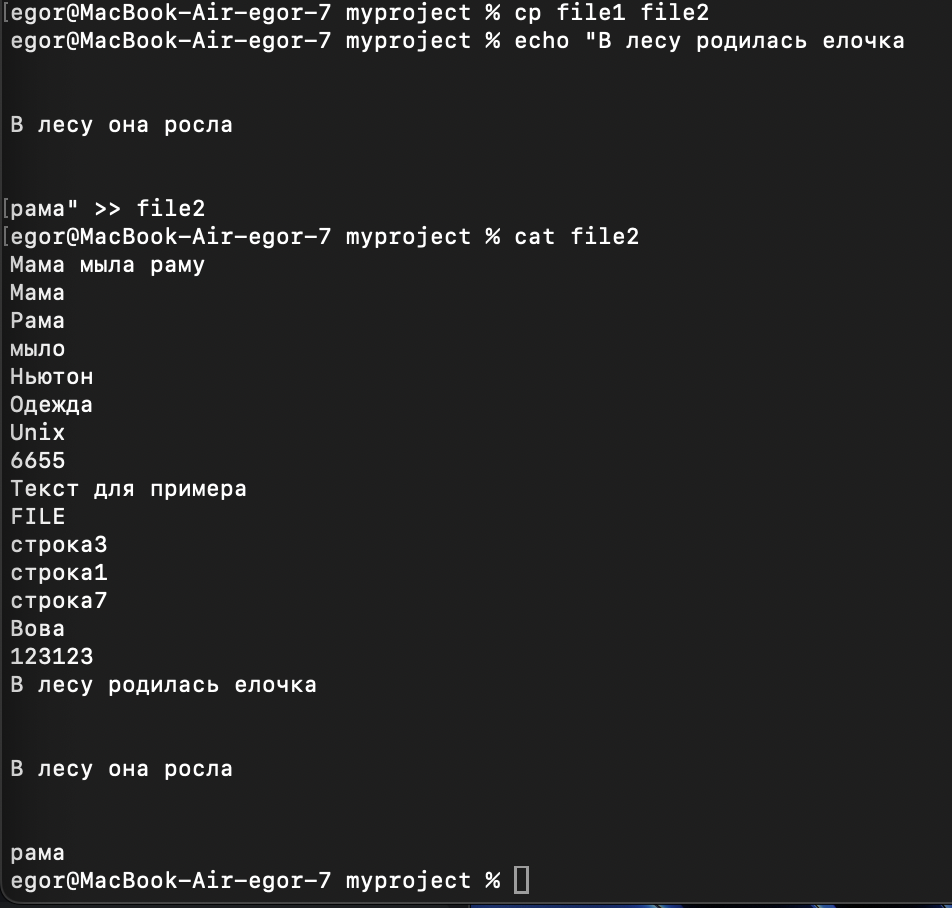 [egor@MacBook-Air-egor-7 myproject % cp file1 file2
egor@MacBook-Air-egor-7 myproject % echo "В лесу родилась елочка
В лесу она росла
[рама" >> file2
[egor@MacBook-Air-egor-7 myproject % cat file2
Мама мыла раму
Мама
Рама
мыло
Ньютон
Одежда
Unix
6655
Текст для примера
FILE
строка3
строка1
строка7
Вова
123123
В лесу родилась елочка
В лесу она росла
рама
egor@MacBook-Air-egor-7 myproject %